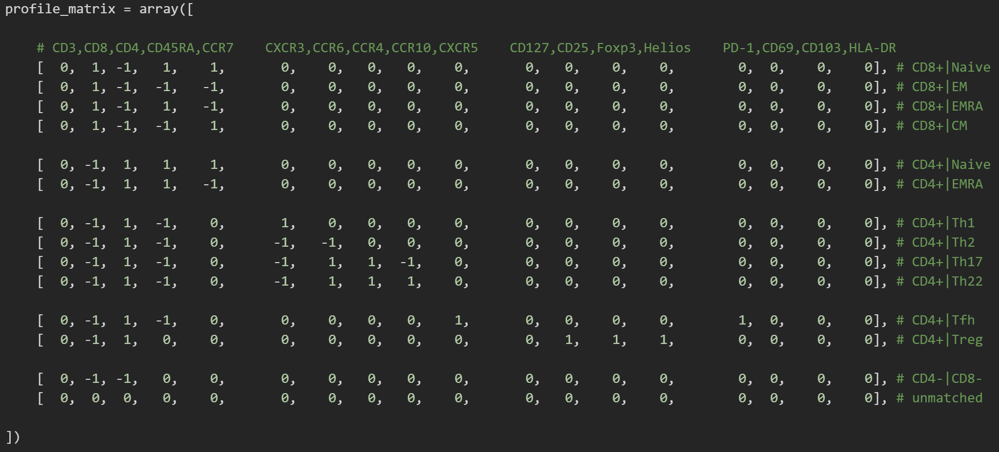 profile_matrix = array([
# CD3,CD8,CD4,CD45RA,CCR7    CXCR3,CCR6,CCR4,CCR10,CXCR5    CD127,CD25,Foxp3,Helios    PD-1,CD69,CD103,HLA-DR
[  0,  1, -1,   1,     1,       0,    0,   0,   0,    0,       0,   0,    0,    0,        0,  0,    0,    0], # CD8+|Naive
[  0,  1, -1,  -1,    -1,       0,    0,   0,   0,    0,       0,   0,    0,    0,        0,  0,    0,    0], # CD8+|EM
[  0,  1, -1,   1,    -1,       0,    0,   0,   0,    0,       0,   0,    0,    0,        0,  0,    0,    0], # CD8+|EMRA
[  0,  1, -1,  -1,     1,       0,    0,   0,   0,    0,       0,   0,    0,    0,        0,  0,    0,    0], # CD8+|CM
[  0, -1,  1,   1,     1,       0,    0,   0,   0,    0,       0,   0,    0,    0,        0,  0,    0,    0], # CD4+|Naive
[  0, -1,  1,   1,    -1,       0,    0,   0,   0,    0,       0,   0,    0,    0,        0,  0,    0,    0], # CD4+|EMRA
[  0, -1,  1,  -1,     0,       1,    0,   0,   0,    0,       0,   0,    0,    0,        0,  0,    0,    0], # CD4+|Th1
[  0, -1,  1,  -1,     0,      -1,   -1,   0,   0,    0,       0,   0,    0,    0,        0,  0,    0,    0], # CD4+|Th2
[  0, -1,  1,  -1,     0,      -1,    1,   1,  -1,    0,       0,   0,    0,    0,        0,  0,    0,    0], # CD4+|Th17
[  0, -1,  1,  -1,     0,      -1,    1,   1,   1,    0,       0,   0,    0,    0,        0,  0,    0,    0], # CD4+|Th22
[  0, -1,  1,  -1,     0,       0,    0,   0,   0,    1,       0,   0,    0,    0,        1,  0,    0,    0], # CD4+|Tfh
[  0, -1,  1,   0,     0,       0,    0,   0,   0,    0,       0,   1,    1,    1,        0,  0,    0,    0], # CD4+|Treg
[  0, -1, -1,   0,     0,       0,    0,   0,   0,    0,       0,   0,    0,    0,        0,  0,    0,    0], # CD4-|CD8-
[  0,  0,  0,   0,     0,       0,    0,   0,   0,    0,       0,   0,    0,    0,        0,  0,    0,    0], # unmatched
])